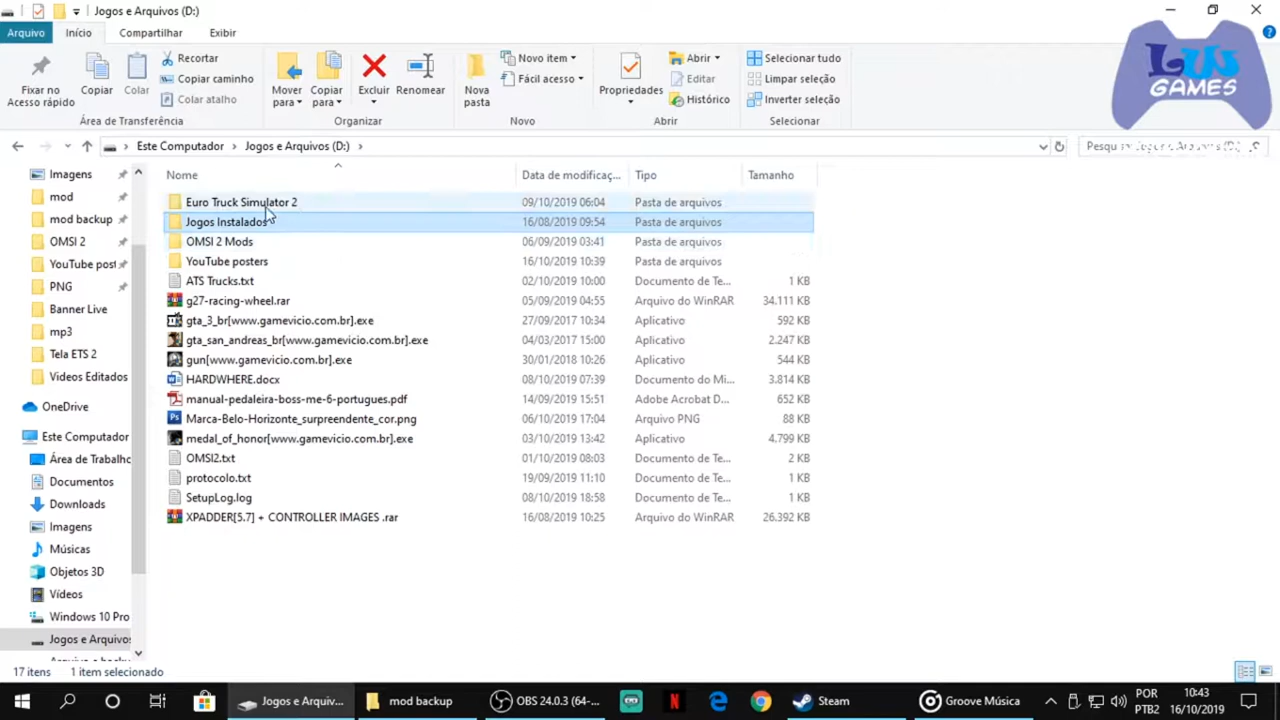 Jogos e Arquivos (D:)
Arquivo Início Compartilhar Exibir
Fixar no Acesso rápido
Copiar
Colar
Recortar
Copiar caminho
Colar atalho
Área de Transferência
Mover para
Copiar para
Excluir
Renomear
Organizar
Nova pasta
Novo item
Fácil acesso
Novo
Propriedades
Abrir
Editar
Histórico
Abrir
Selecionar tudo
Limpar seleção
Inverter seleção
Selecionar
LTN
GAMES
Este Computador > Jogos e Arquivos (D:) >
Nome Data de modificaç... Tipo Tamanho
Euro Truck Simulator 2 09/10/2019 06:04 Pasta de arquivos
Jogos Instalados 16/08/2019 09:54 Pasta de arquivos
OMSI 2 Mods 06/09/2019 03:41 Pasta de arquivos
YouTube posters 16/10/2019 10:39 Pasta de arquivos
ATS Trucks.txt 02/10/2019 10:00 Documento de Te... 1 KB
g27-racing-wheel.rar 05/09/2019 04:55 Arquivo do WinRAR 34.111 KB
gta_3_br[www.gamevicio.com.br].exe 27/09/2017 10:34 Aplicativo 592 KB
gta_san_andreas_br[www.gamevicio.com.br].exe 04/03/2017 15:00 Aplicativo 2.247 KB
gun[www.gamevicio.com.br].exe 30/01/2018 10:26 Aplicativo 544 KB
HARDWHERE.docx 08/10/2019 07:39 Documento do Mi... 3.814 KB
manual-pedaleira-boss-me-6-portugues.pdf 14/09/2019 15:51 Adobe Acrobat D... 652 KB
Marca-Belo-Horizonte_surpreendente_cor.png 06/10/2019 17:04 Arquivo PNG 88 KB
medal_of_honor[www.gamevicio.com.br].exe 03/10/2019 13:42 Aplicativo 4.799 KB
OMSI2.txt 01/10/2019 08:03 Documento de Te... 2 KB
protocolo.txt 19/09/2019 11:10 Documento de Te... 1 KB
SetupLog.log 08/10/2019 18:58 Documento de Te... 1 KB
XPADDER[5.7] + CONTROLLER IMAGES .rar 16/08/2019 10:25 Arquivo do WinRAR 26.392 KB
Imagens
mod
mod backup
OMSI 2
YouTube post
PNG
Banner Live
mp3
Tela ETS 2
Videos Editados
OneDrive
Este Computador
Área de Trabalho
Documentos
Downloads
Imagens
Músicas
Objetos 3D
Vídeos
Windows 10 Pro
Jogos e Arquivos
17 itens 1 item selecionado
Jogos e Arquiv...
mod backup
OBS 24.0.3 (64-...
Steam
Groove Música
POR
PTB2
10:43
16/10/2019